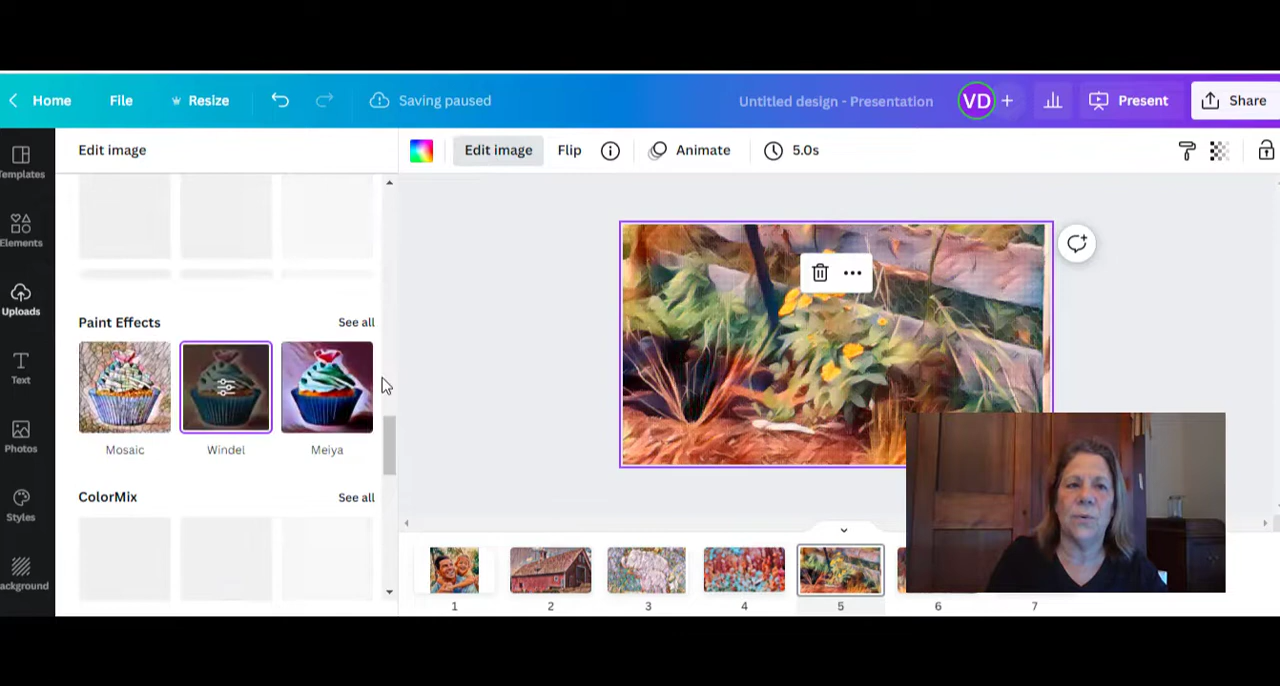 Home File Resize Saving paused Untitled design - Presentation VD + Present Share
Edit image Edit image Flip Animate 5.0s
Templates
Elements
Uploads
Text
Photos
Styles
ackground
Paint Effects See all
Mosaic Windel Meiya
ColorMix See all
1 2 3 4 5 6 7